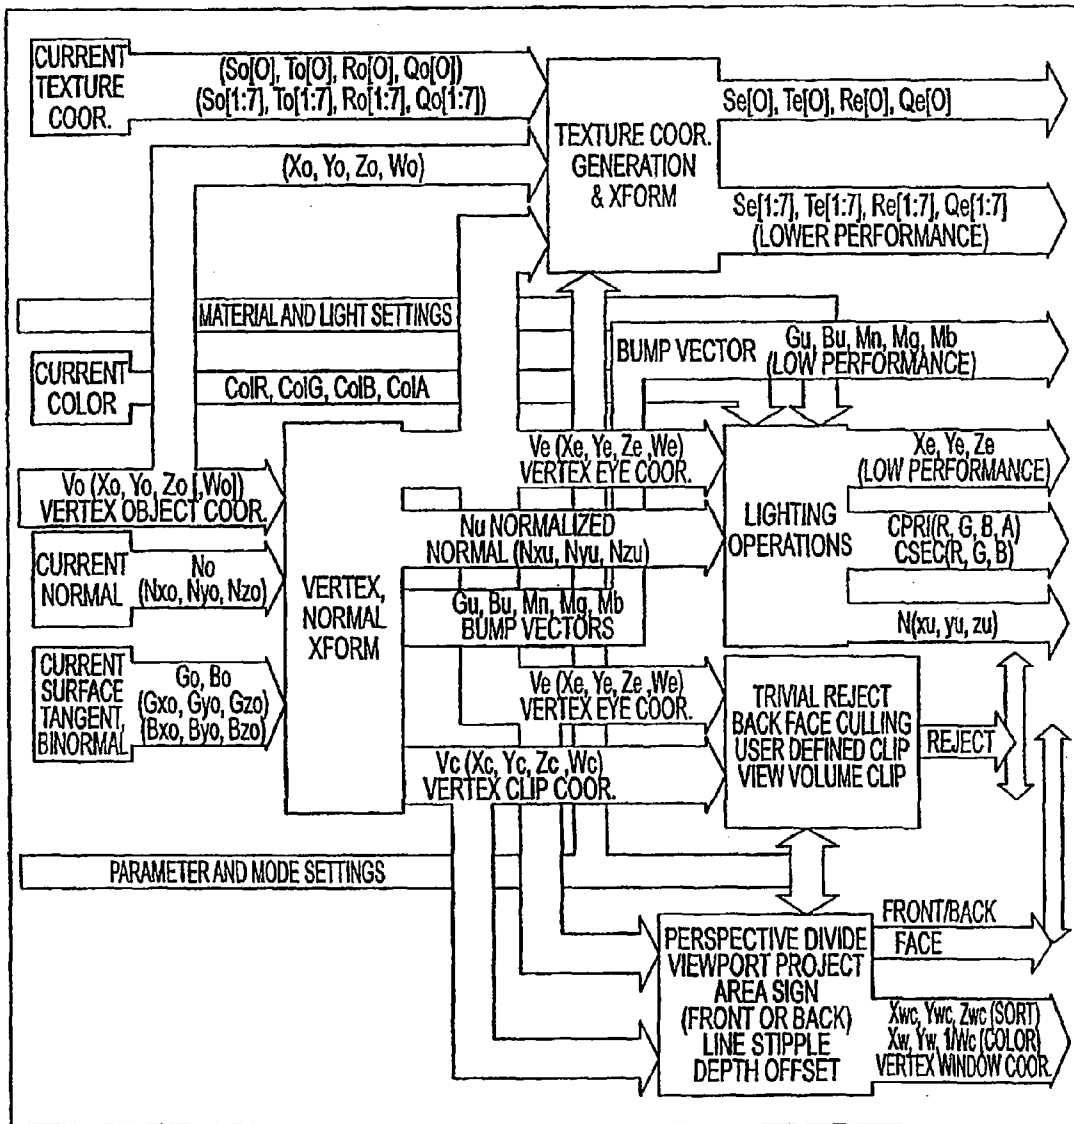 CURRENT
TEXTURE
COOR.
(So[O], To[O], Ro[O], Qo[O])
(So[1:7], To[1:7], Ro[1:7], Qo[1:7])
(Xo, Yo, Zo, Wo)
TEXTURE COOR.
GENERATION
& XFORM
Se[O], Te[O], Re[O], Qe[O]
Se[1:7], Te[1:7], Re[1:7], Qe[1:7]
(LOWER PERFORMANCE)
MATERIAL AND LIGHT SETTINGS
BUMP VECTOR
Gu, Bu, Mn, Mg, Mb
(LOW PERFORMANCE)
CURRENT
COLOR
ColR, ColG, ColB, ColA
Vo (Xo, Yo, Zo [,Wo])
VERTEX OBJECT COOR.
CURRENT
NORMAL
No
(Nxo, Nyo, Nzo)
CURRENT
SURFACE
TANGENT,
BINORMAL
Go, Bo
(Gxo, Gyo, Gzo)
(Bxo, Byo, Bzo)
VERTEX,
NORMAL
XFORM
Ve (Xe, Ye, Ze ,We)
VERTEX EYE COOR.
Nu NORMALIZED
NORMAL (Nxu, Nyu, Nzu)
Gu, Bu, Mn, Mg, Mb
BUMP VECTORS
LIGHTING
OPERATIONS
Xe, Ye, Ze
(LOW PERFORMANCE)
CPRI(R, G, B, A)
CSEC(R, G, B)
N(xu, yu, zu)
Ve (Xe, Ye, Ze ,We)
VERTEX EYE COOR.
Vc (Xc, Yc, Zc ,Wc)
VERTEX CLIP COOR.
TRIVIAL REJECT
BACK FACE CULLING
USER DEFINED CLIP
VIEW VOLUME CLIP
REJECT
PARAMETER AND MODE SETTINGS
PERSPECTIVE DIVIDE
VIEWPORT PROJECT
AREA SIGN
(FRONT OR BACK)
LINE STIPPLE
DEPTH OFFSET
FRONT/BACK
FACE
Xwc, Ywc, Zwc (SORT)
Xw, Yw, 1/Wc (COLOR)
VERTEX WINDOW COOR.